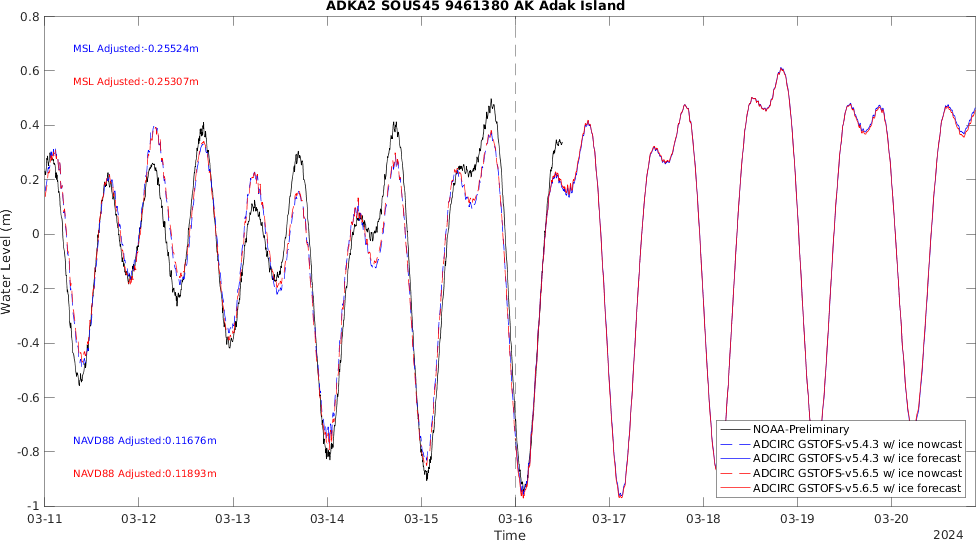 ADKA2 SOUS45 9461380 AK Adak Island
0.8
0.6
0.4
0.2
0
-0.2
-0.4
-0.6
-0.8
-1
Water Level (m)
MSL Adjusted:-0.25524m
MSL Adjusted:-0.25307m
NAVD88 Adjusted:0.11676m
NAVD88 Adjusted:0.11893m
NOAA-Preliminary
ADCIRC GSTOFS-v5.4.3 w/ ice nowcast
ADCIRC GSTOFS-v5.4.3 w/ ice forecast
ADCIRC GSTOFS-v5.6.5 w/ ice nowcast
ADCIRC GSTOFS-v5.6.5 w/ ice forecast
03-11 03-12 03-13 03-14 03-15 03-16 03-17 03-18 03-19 03-20
Time
2024